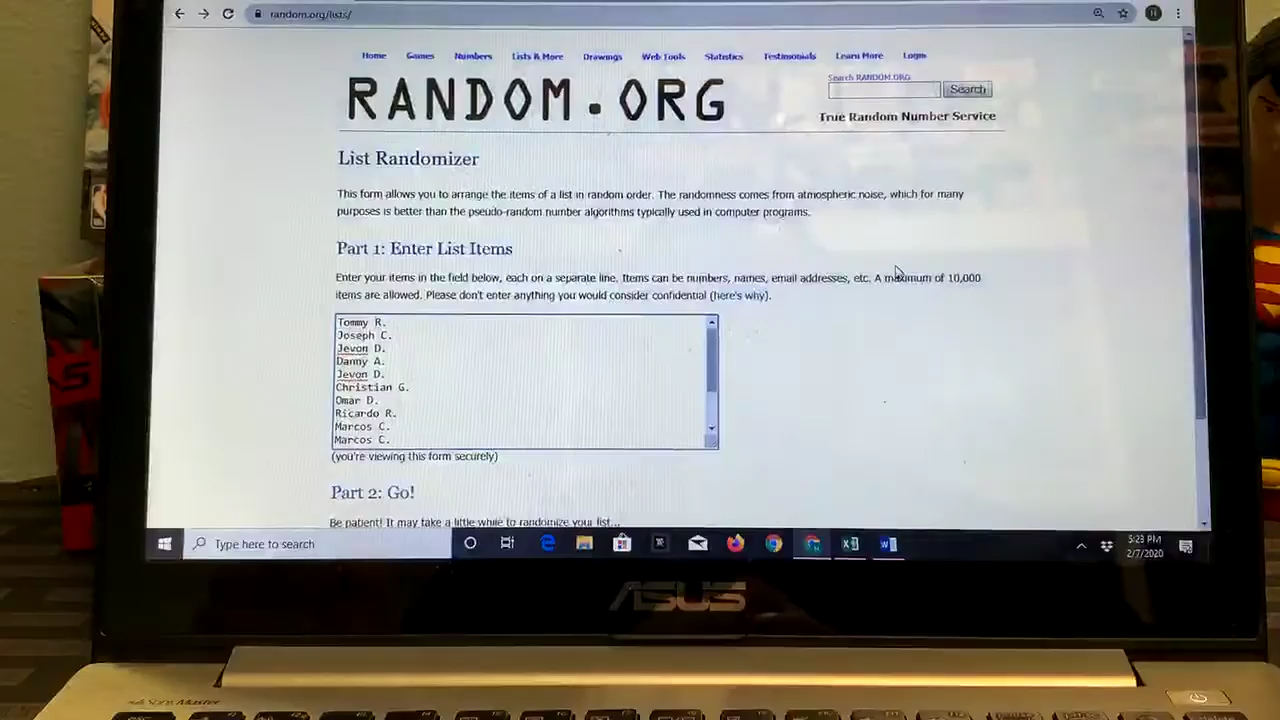 random.org/lists/
Home Games Numbers Lists & More Drawings Web Tools Statistics Testimonials Learn More Login
Search RANDOM.ORG
RANDOM.ORG
Search
True Random Number Service
List Randomizer
This form allows you to arrange the items of a list in random order. The randomness comes from atmospheric noise, which for many
purposes is better than the pseudo-random number algorithms typically used in computer programs.
Part 1: Enter List Items
Enter your items in the field below, each on a separate line. Items can be numbers, names, email addresses, etc. A maximum of 10,000
items are allowed. Please don't enter anything you would consider confidential (here's why).
Tommy R.
Joseph C.
Jevon D.
Danny A.
Jevon D.
Christian G.
Omar D.
Ricardo R.
Marcos C.
Marcos C.
(you're viewing this form securely)
Part 2: Go!
Be patient! It may take a little while to randomize your list...
Type here to search
5:23 PM
2/7/2020
ASUS